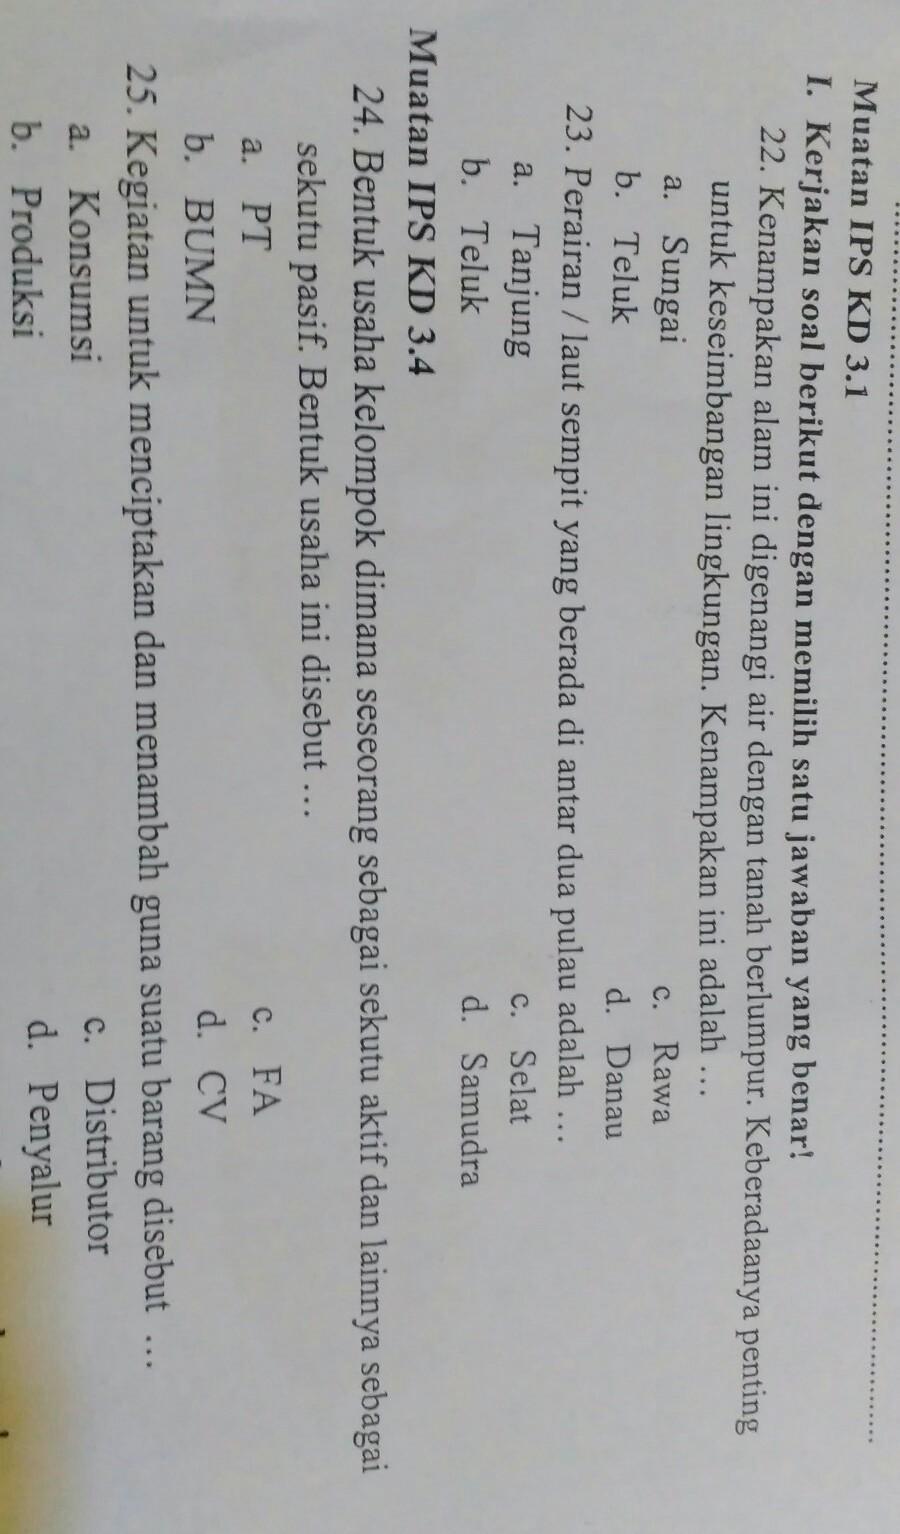 Muatan IPS KD 3.1
I. Kerjakan soal berikut dengan memilih satu jawaban yang benar!
22. Kenampakan alam ini digenangi air dengan tanah berlumpur. Keberadaanya penting
untuk keseimbangan lingkungan. Kenampakan ini adalah ...
a. Sungai c. Rawa
b. Teluk d. Danau
23. Perairan / laut sempit yang berada di antar dua pulau adalah ...
a. Tanjung c. Selat
b. Teluk d. Samudra
Muatan IPS KD 3.4
24. Bentuk usaha kelompok dimana seseorang sebagai sekutu aktif dan lainnya sebagai
sekutu pasif. Bentuk usaha ini disebut ...
a. PT c. FA
b. BUMN d. CV
25. Kegiatan untuk menciptakan dan menambah guna suatu barang disebut ...
a. Konsumsi c. Distributor
b. Produksi d. Penyalur